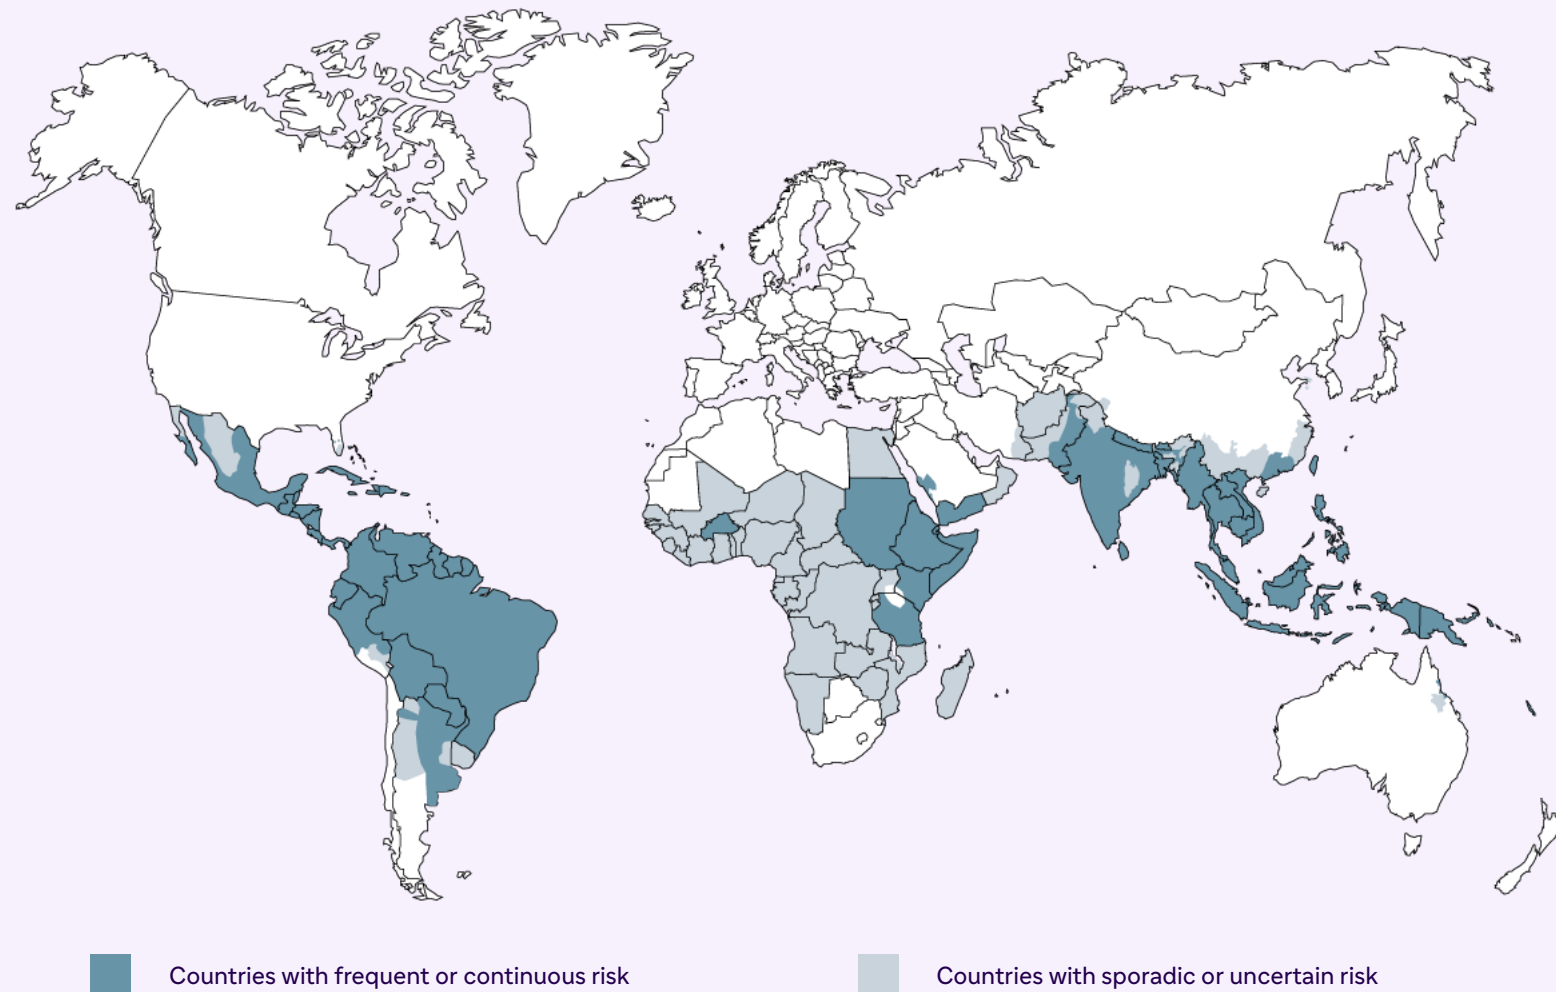 Countries with frequent or continuous risk
Countries with sporadic or uncertain risk